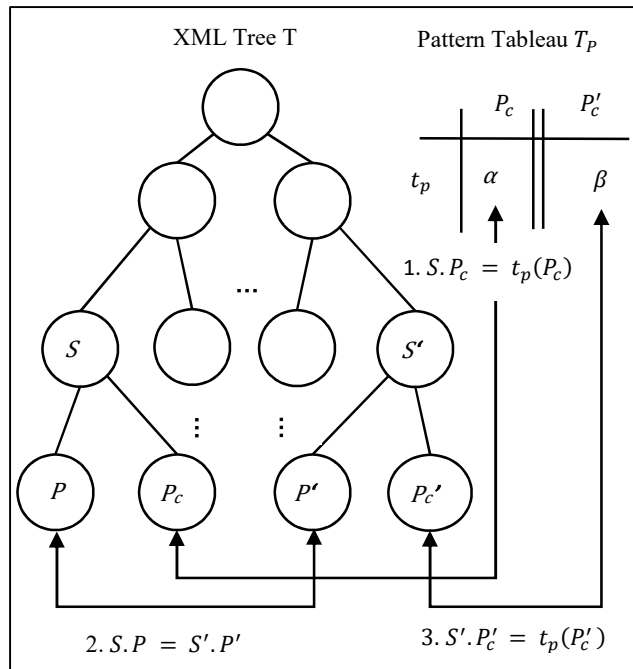 XML Tree T
Pattern Tableau T_P
P_c P_c′
t_p α β
1. S.P_c = t_p(P_c)
...
S S‘
⋮ ⋮
P P_c P‘ P_c’
2. S.P = S′.P′
3. S′.P_c′ = t_p(P_c′)